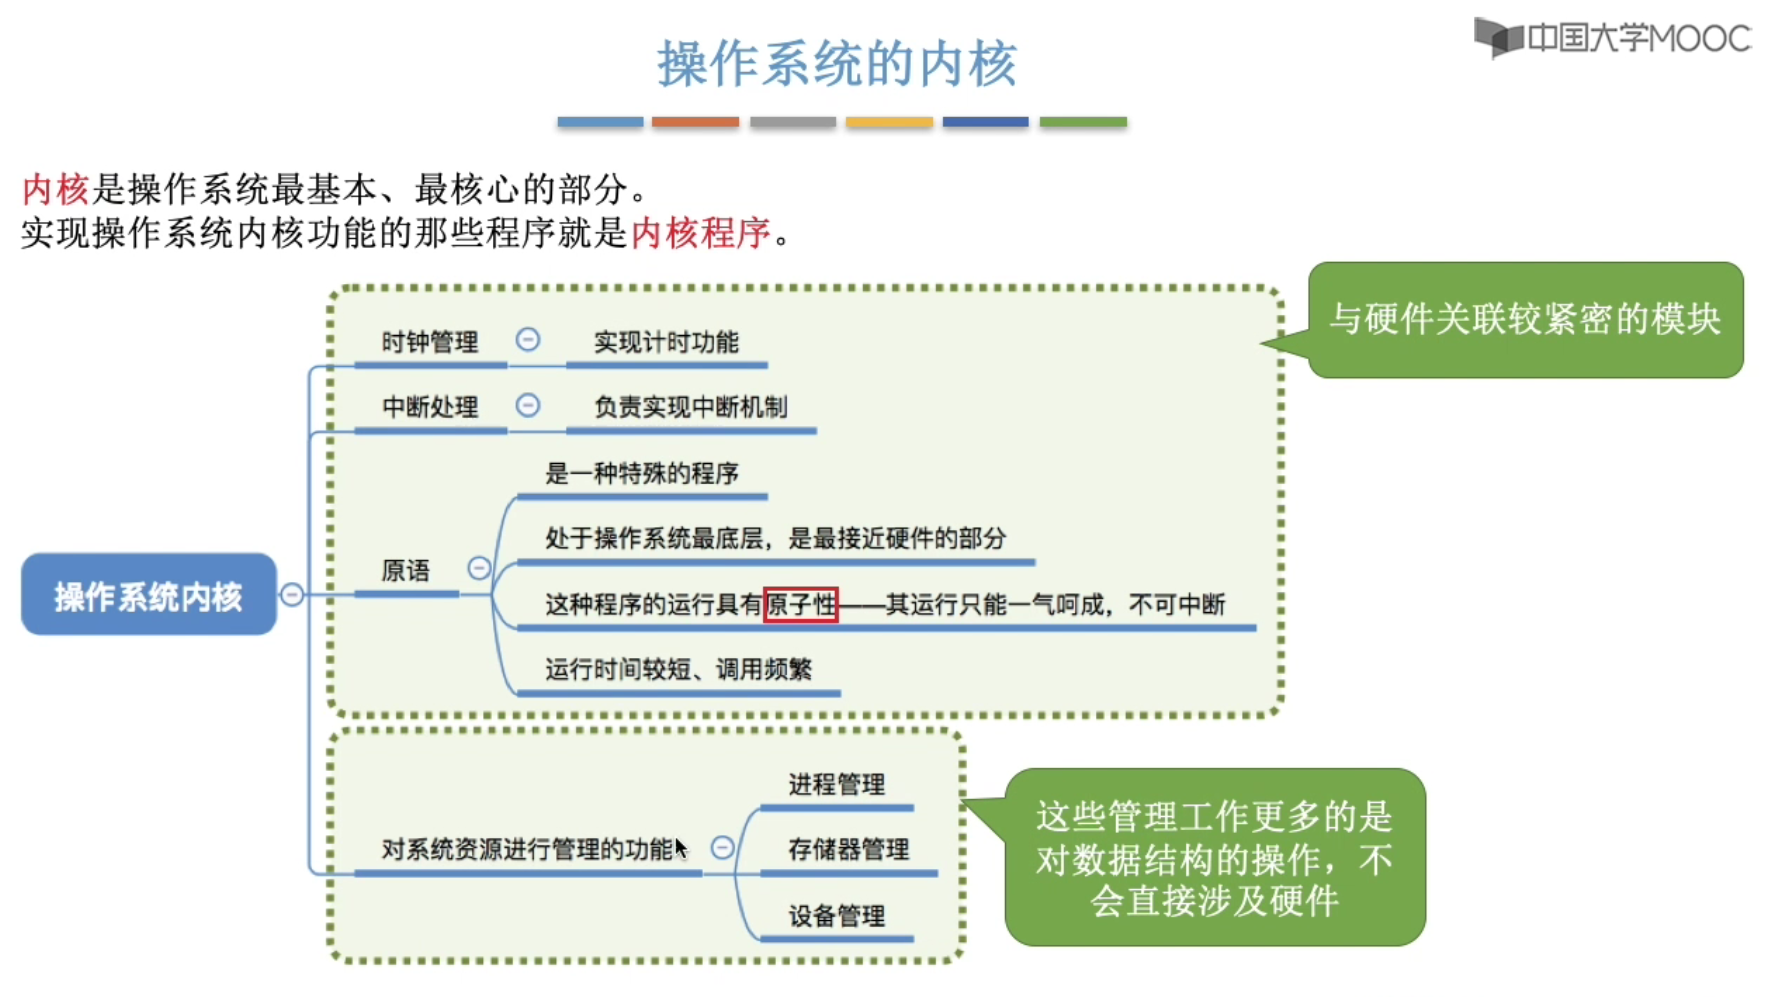 中国大学MOOC
操作系统的内核
内核是操作系统最基本、最核心的部分。
实现操作系统内核功能的那些程序就是内核程序。
与硬件关联较紧密的模块
时钟管理
实现计时功能
中断处理
负责实现中断机制
是一种特殊的程序
处于操作系统最底层，是最接近硬件的部分
原语
这种程序的运行具有原子性——其运行只能一气呵成，不可中断
运行时间较短、调用频繁
操作系统内核
对系统资源进行管理的功能
进程管理
存储器管理
设备管理
这些管理工作更多的是
对数据结构的操作，不
会直接涉及硬件